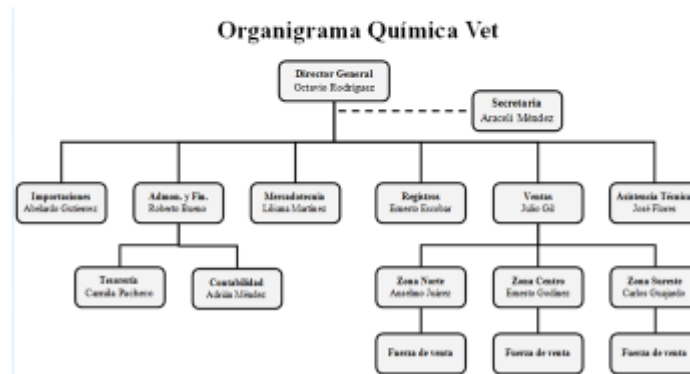 Organigrama Química Vet
Director General
Octavio Rodríguez
Secretaria
Araceli Méndez
Importaciones
Abelardo Gutierrez
Admon. y Fin.
Roberto Bueno
Mercadotecnia
Liliana Martínez
Registros
Ernesto Escobar
Ventas
Julio Gil
Asistencia Técnica
José Flores
Tesorería
Camila Pacheco
Contabilidad
Adrián Méndez
Zona Norte
Anselmo Juárez
Zona Centro
Ernesto Godínez
Zona Sureste
Carlos Guajardo
Fuerza de venta
Fuerza de venta
Fuerza de venta